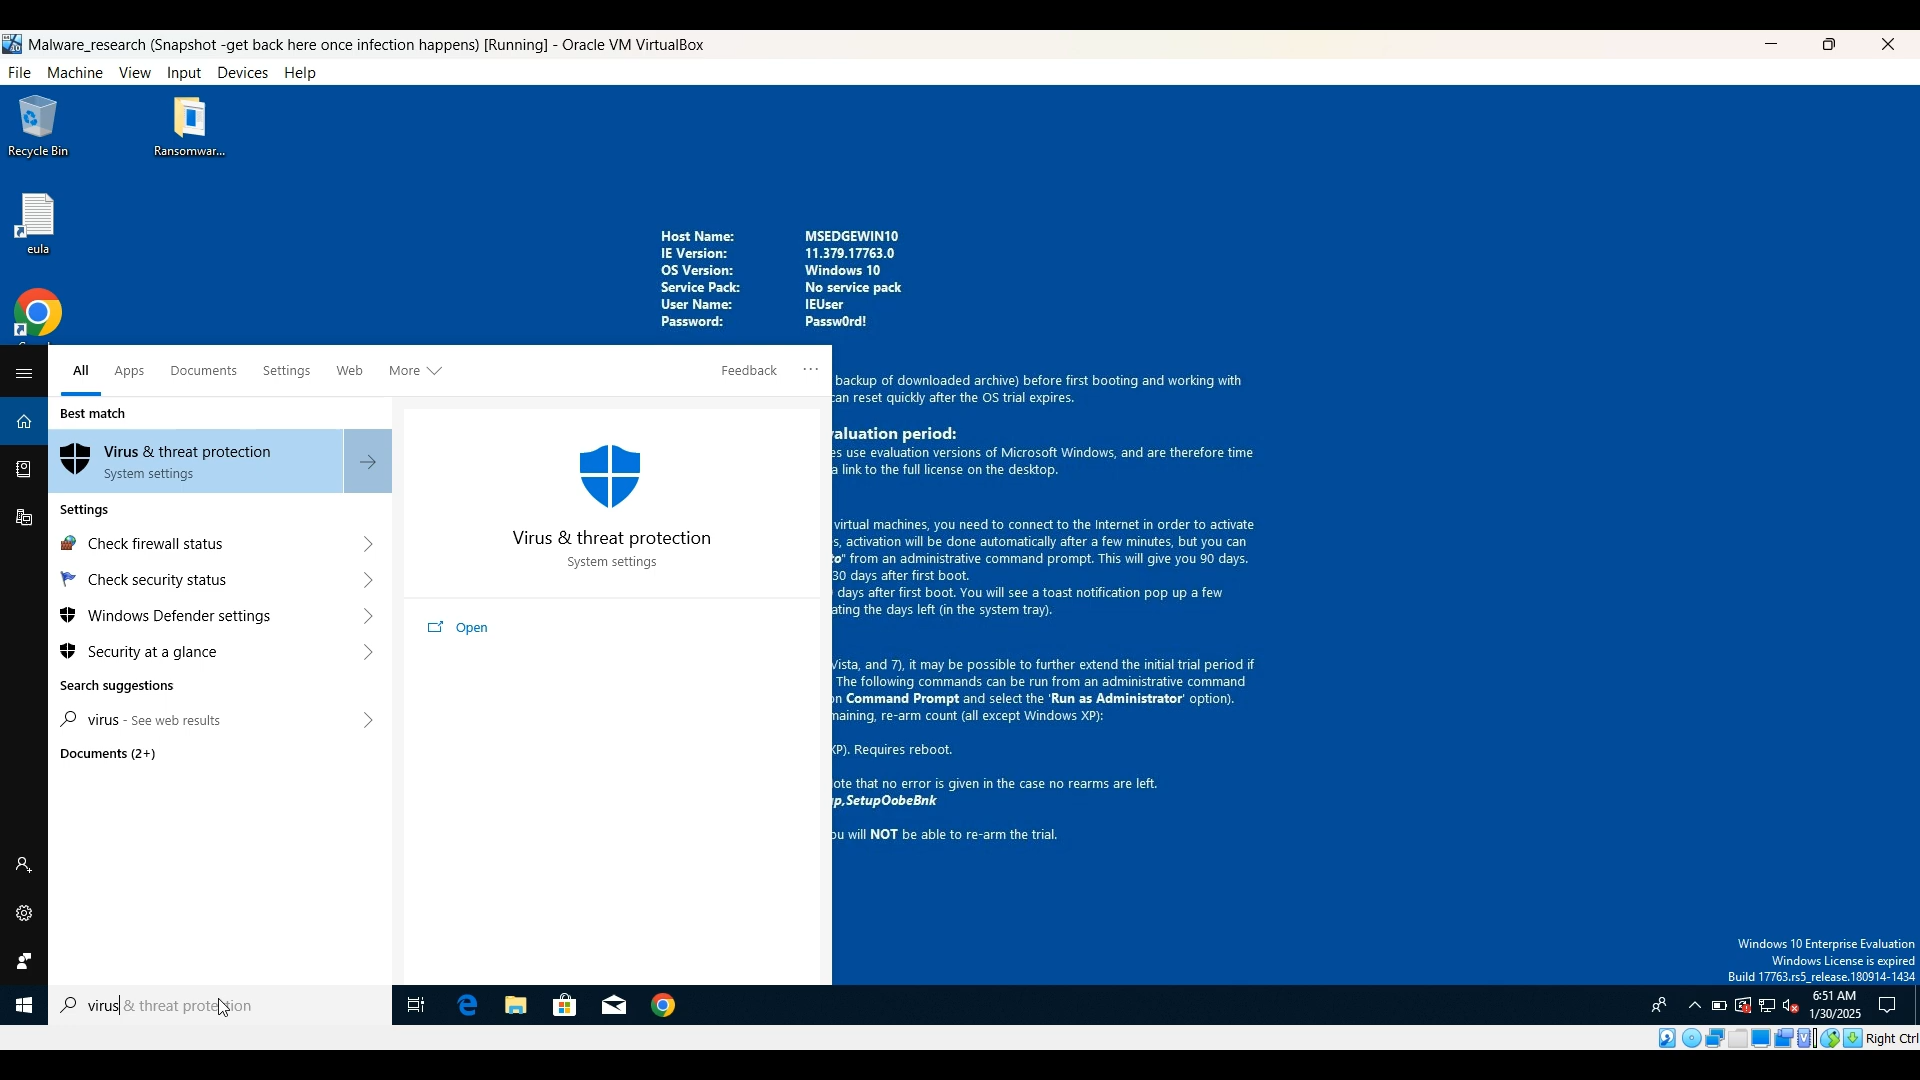 Malware_research (Snapshot -get back here once infection happens) [Running] - Oracle VM VirtualBox
File Machine View Input Devices Help
Recycle Bin
Ransomwar...
eula
Host Name: MSEDGEWIN10
IE Version: 11.379.17763.0
OS Version: Windows 10
Service Pack: No service pack
User Name: IEUser
Password: Passw0rd!
All Apps Documents Settings Web More Feedback ...
backup of downloaded archive) before first booting and working with
can reset quickly after the OS trial expires.
Best match
Virus & threat protection
System settings
Settings
Check firewall status
Check security status
Windows Defender settings
Security at a glance
Search suggestions
virus - See web results
Documents (2+)
Virus & threat protection
System settings
Open
valuation period:
es use evaluation versions of Microsoft Windows, and are therefore time
a link to the full license on the desktop.
virtual machines, you need to connect to the Internet in order to activate
s, activation will be done automatically after a few minutes, but you can
to" from an administrative command prompt. This will give you 90 days.
30 days after first boot.
days after first boot. You will see a toast notification pop up a few
ating the days left (in the system tray).
Vista, and 7), it may be possible to further extend the initial trial period if
The following commands can be run from an administrative command
on Command Prompt and select the 'Run as Administrator' option).
maining, re-arm count (all except Windows XP):
XP). Requires reboot.
ote that no error is given in the case no rearms are left.
up,SetupOobeBnk
ou will NOT be able to re-arm the trial.
Windows 10 Enterprise Evaluation
Windows License is expired
Build 17763.rs5_release.180914-1434
virus & threat protection
6:51 AM
1/30/2025
Right Ctrl